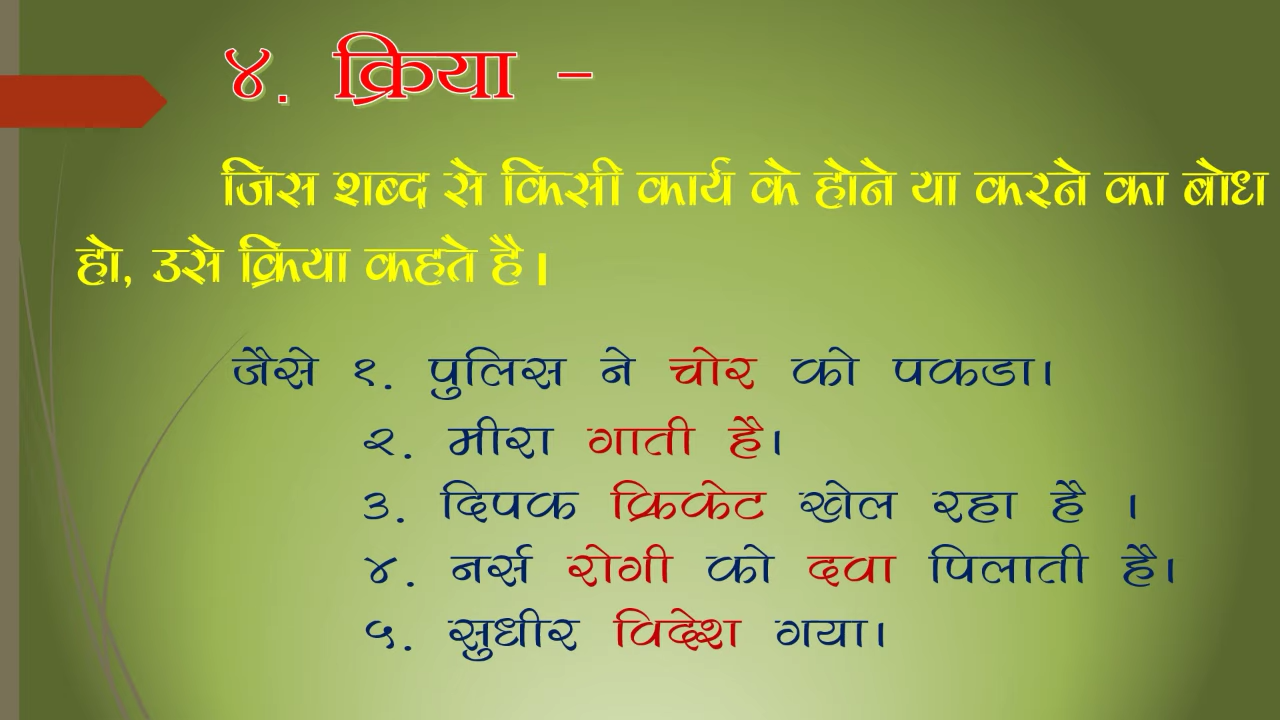 ४. क्रिया -
जिस शब्द से किसी कार्य के होने या करने का बोध
हो, उसे क्रिया कहते है।
जैसे १. पुलिस ने चोर को पकडा।
२. मीरा गाती है।
३. दिपक क्रिकेट खेल रहा है ।
४. नर्स रोगी को दवा पिलाती है।
५. सुधीर विदेश गया।